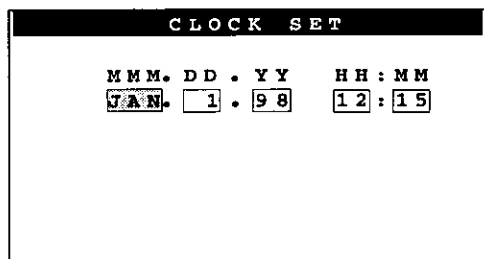 CLOCK SET
MMM. DD . YY HH:MM
JAN. 1 . 98 12:15